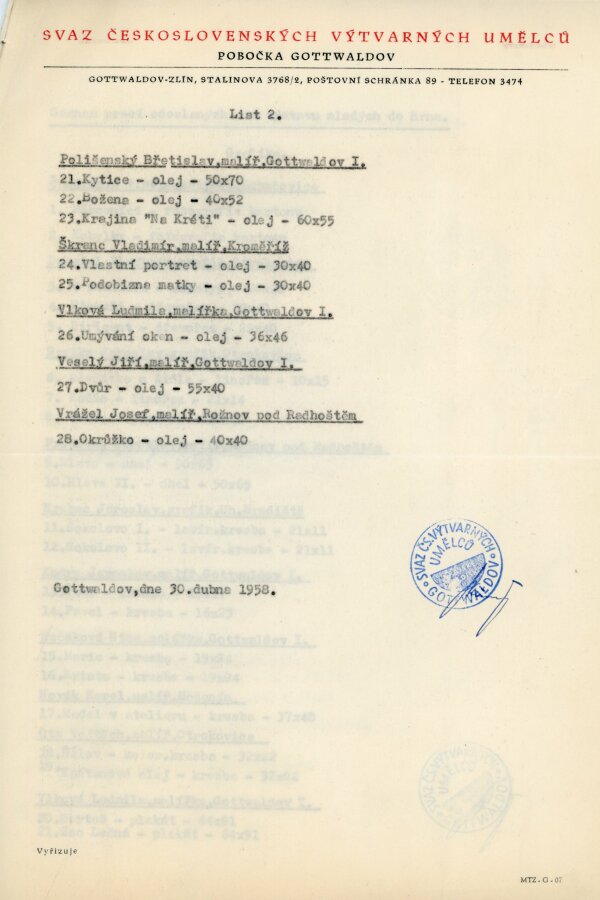 SVAZ ČESKOSLOVENSKÝCH VÝTVARNÝCH UMĚLCŮ
POBOČKA GOTTWALDOV
GOTTWALDOV-ZLÍN, STALINOVA 3768/2, POŠTOVNÍ SCHRÁNKA 89 - TELEFON 3474
List 2.
Polišenský Břetislav,malíř,Gottwaldov I.
21.Kytice - olej - 50x70
22.Božena - olej - 40x52
23.Krajina "Na Kréti" - olej - 60x55
Škranc Vladimír,malíř,Kroměříž
24.Vlastní portret - olej - 30x40
25.Podobizna matky - olej - 30x40
Vlková Ludmila,malířka,Gottwaldov I.
26.Umývání oken - olej - 36x46
Veselý Jiří,malíř,Gottwaldov I.
27.Dvůr - olej - 55x40
Vrážel Josef,malíř,Rožnov pod Radhoštěm
28.Okrůžko - olej - 40x40
SVAZ ČS.VÝTVARNÝCH
UMĚLCŮ
GOTTWALDOV
Gottwaldov,dne 30.dubna 1958.
Vyřizuje
MTZ-G-07